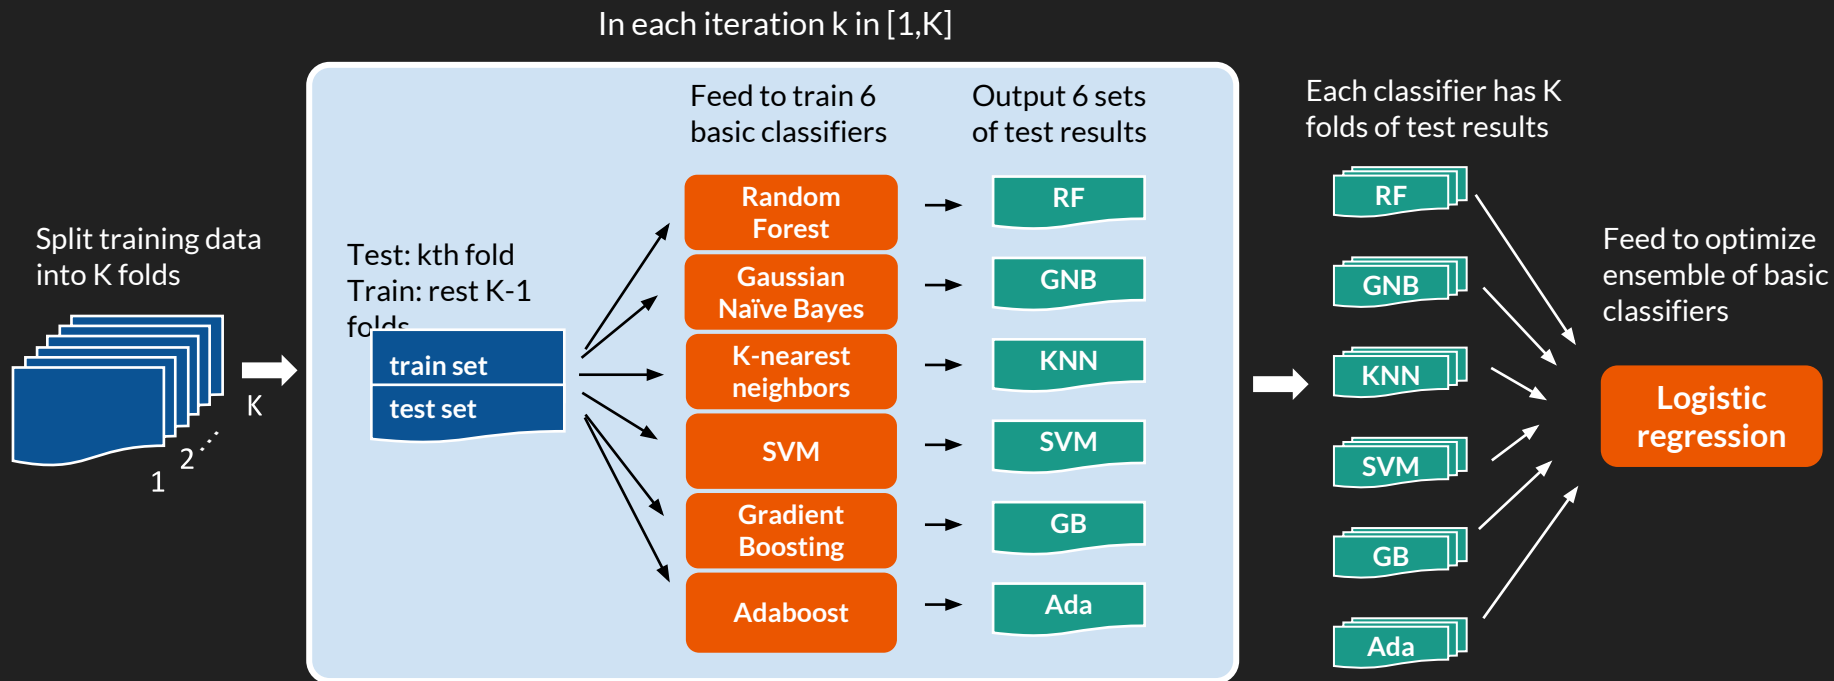 In each iteration k in [1,K]
Split training data
into K folds
1
2
K
Test: kth fold
Train: rest K-1
folds
train set
test set
Feed to train 6
basic classifiers
Random
Forest
Gaussian
Naïve Bayes
K-nearest
neighbors
SVM
Gradient
Boosting
Adaboost
Output 6 sets
of test results
RF
GNB
KNN
SVM
GB
Ada
Each classifier has K
folds of test results
RF
GNB
KNN
SVM
GB
Ada
Feed to optimize
ensemble of basic
classifiers
Logistic
regression